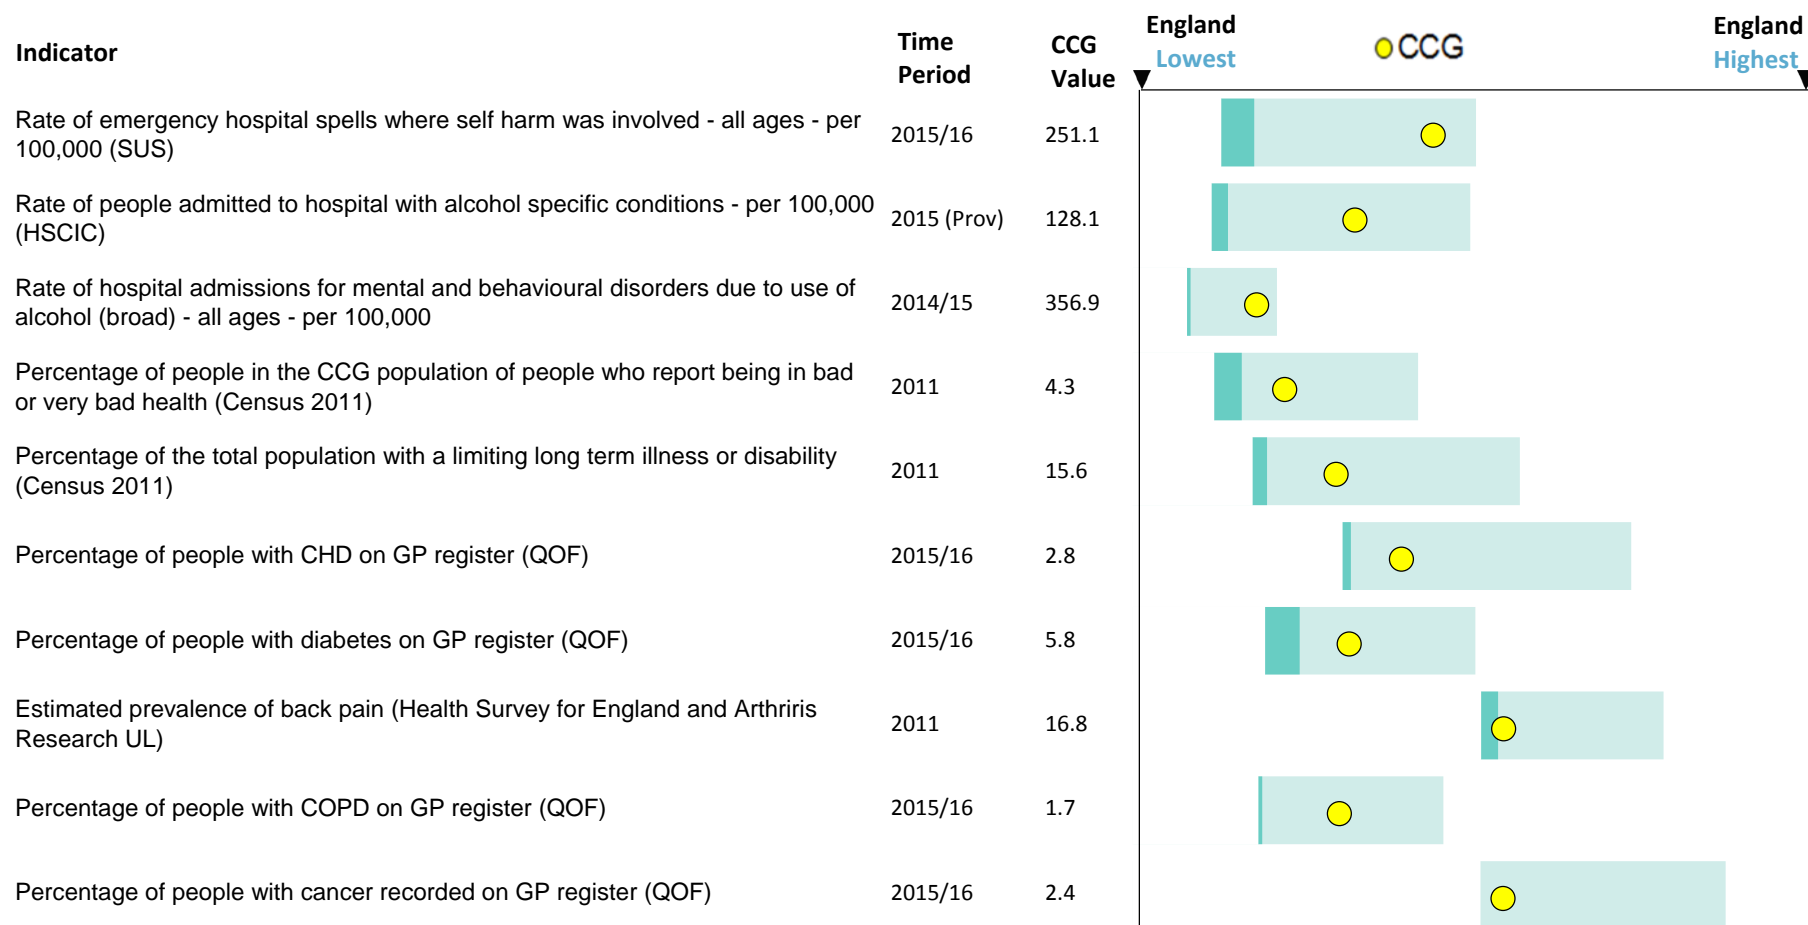 Indicator
Time
Period
CCG
Value
England
Lowest
CCG
England
Highest
Rate of emergency hospital spells where self harm was involved - all ages - per
100,000 (SUS)
2015/16
251.1
Rate of people admitted to hospital with alcohol specific conditions - per 100,000
(HSCIC)
2015 (Prov)
128.1
Rate of hospital admissions for mental and behavioural disorders due to use of
alcohol (broad) - all ages - per 100,000
2014/15
356.9
Percentage of people in the CCG population of people who report being in bad
or very bad health (Census 2011)
2011
4.3
Percentage of the total population with a limiting long term illness or disability
(Census 2011)
2011
15.6
Percentage of people with CHD on GP register (QOF)
2015/16
2.8
Percentage of people with diabetes on GP register (QOF)
2015/16
5.8
Estimated prevalence of back pain (Health Survey for England and Arthriris
Research UL)
2011
16.8
Percentage of people with COPD on GP register (QOF)
2015/16
1.7
Percentage of people with cancer recorded on GP register (QOF)
2015/16
2.4